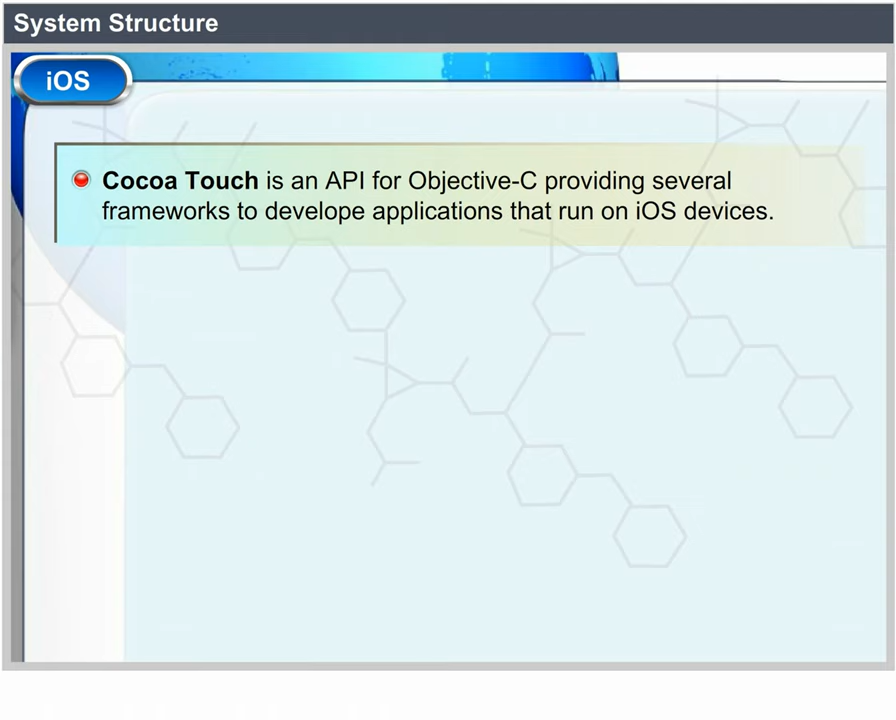 System Structure
iOS
Cocoa Touch is an API for Objective-C providing several
frameworks to develope applications that run on iOS devices.